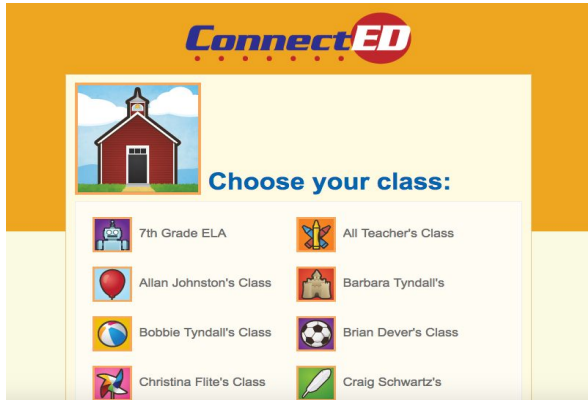 ConnectED
Choose your class:
7th Grade ELA
All Teacher's Class
Allan Johnston's Class
Barbara Tyndall's
Bobbie Tyndall's Class
Brian Dever's Class
Christina Flite's Class
Craig Schwartz's